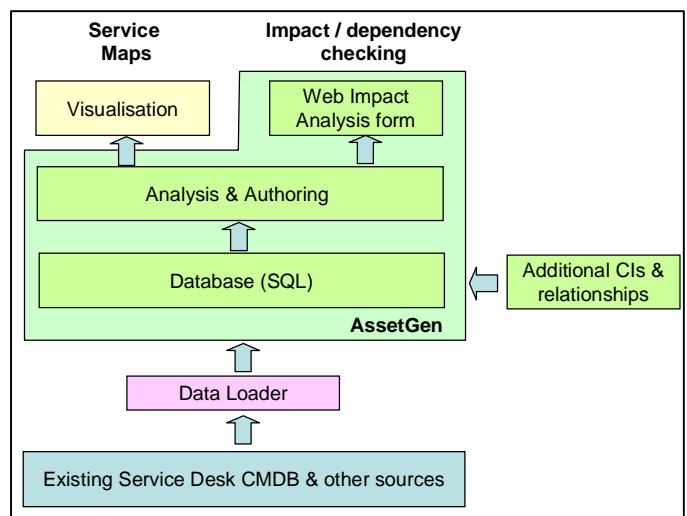 Service
Maps
Impact / dependency
checking
Visualisation
Web Impact
Analysis form
Analysis & Authoring
Database (SQL)
Additional CIs &
relationships
AssetGen
Data Loader
Existing Service Desk CMDB & other sources